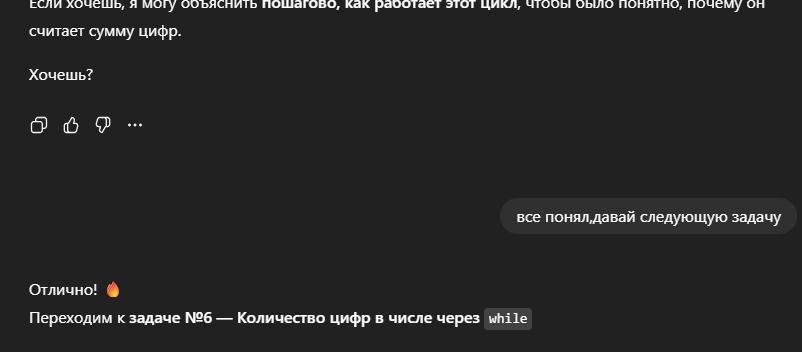 Если хочешь, я могу объяснить пошагово, как работает этот цикл, чтобы было понятно, почему он
считает сумму цифр.
Хочешь?
все понял,давай следующую задачу
Отлично! 🔥
Переходим к задаче №6 — Количество цифр в числе через while